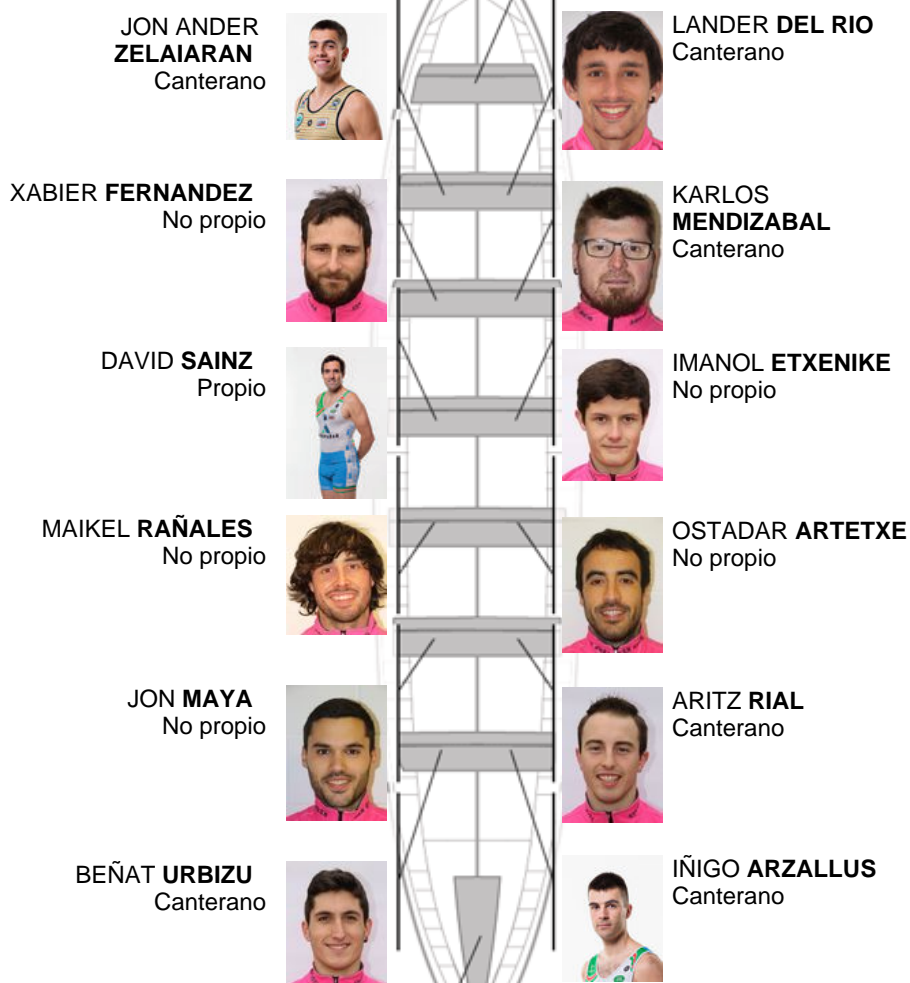 JON ANDER
ZELAIARAN
Canterano
LANDER DEL RIO
Canterano
XABIER FERNANDEZ
No propio
KARLOS
MENDIZABAL
Canterano
DAVID SAINZ
Propio
IMANOL ETXENIKE
No propio
MAIKEL RAÑALES
No propio
OSTADAR ARTETXE
No propio
JON MAYA
No propio
ARITZ RIAL
Canterano
BEÑAT URBIZU
Canterano
IÑIGO ARZALLUS
Canterano